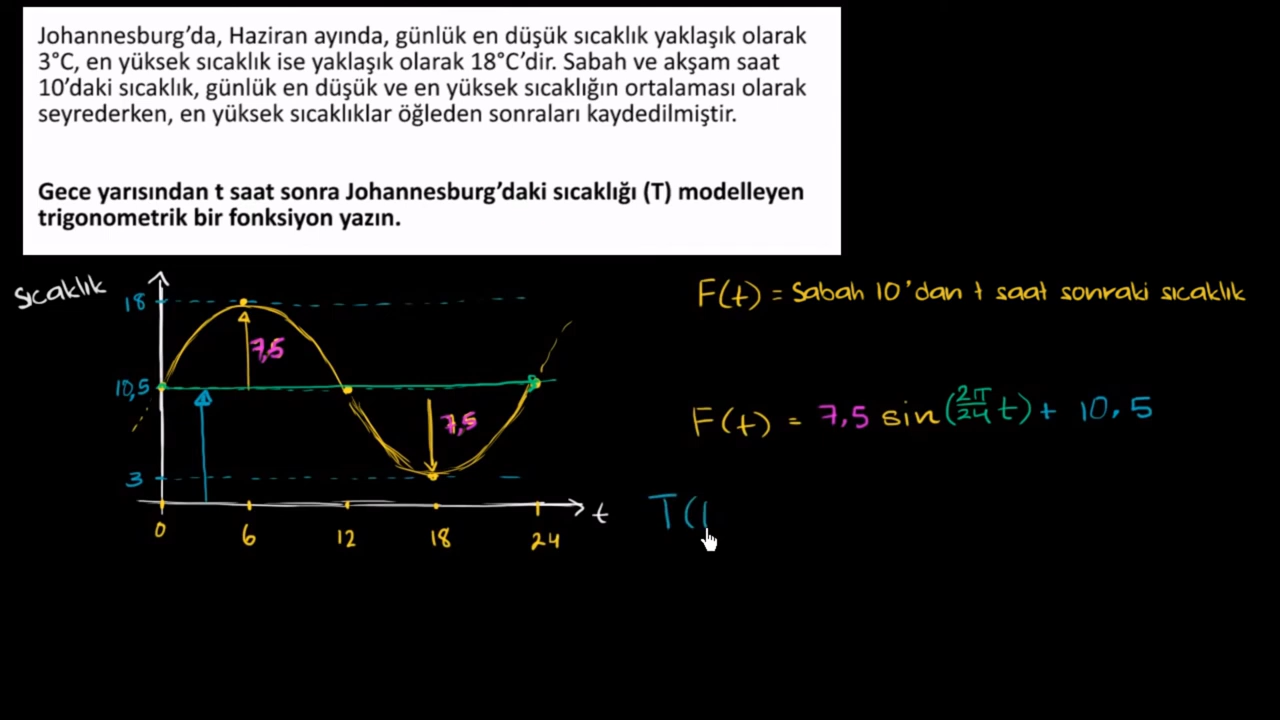 Johannesburg’da, Haziran ayında, günlük en düşük sıcaklık yaklaşık olarak
3°C, en yüksek sıcaklık ise yaklaşık olarak 18°C’dir. Sabah ve akşam saat
10’daki sıcaklık, günlük en düşük ve en yüksek sıcaklığın ortalaması olarak
seyrederken, en yüksek sıcaklıklar öğleden sonraları kaydedilmiştir.
Gece yarısından t saat sonra Johannesburg’daki sıcaklığı (T) modelleyen
trigonometrik bir fonksiyon yazın.
Sıcaklık
18
7,5
10,5
7,5
3
t
0 6 12 18 24
F(t) = Sabah 10’dan t saat sonraki sıcaklık
F(t) = 7,5 sin(2π/24 t) + 10.5
T(